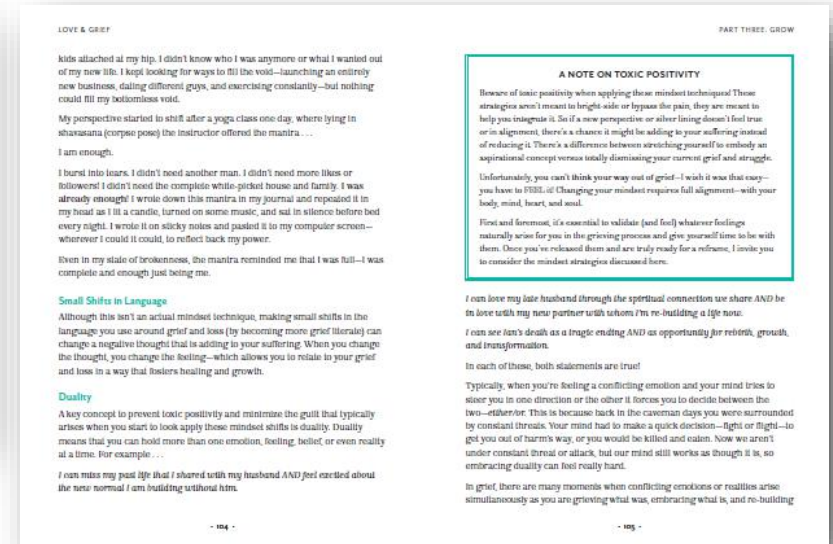 LOVE & GRIEF
kids attached at my hip. I didn't know who I was anymore or what I wanted out
of my new life. I kept looking for ways to fill the void—launching an entirely
new business, dating different guys, and exercising constantly—but nothing
could fill my bottomless void.
My perspective started to shift after a yoga class one day, where lying in
shavasana (corpse pose) the instructor offered the mantra . . .
I am enough.
I burst into tears. I didn't need another man. I didn't need more likes or
followers! I didn't need the complete white-picket house and family. I was
already enough! I wrote down this mantra in my journal and repeated it in
my head as I lit a candle, turned on some music, and sat in silence before bed
every night. I wrote it on sticky notes and pasted it to my computer screen—
wherever I could it could, to reflect back my power.
Even in my state of brokenness, the mantra reminded me that I was full—I was
complete and enough just being me.
Small Shifts in Language
Although this isn't an actual mindset technique, making small shifts in the
language you use around grief and loss (by becoming more grief literate) can
change a negative thought that is adding to your suffering. When you change
the thought, you change the feeling—which allows you to relate to your grief
and loss in a way that fosters healing and growth.
Duality
A key concept to prevent toxic positivity and minimize the guilt that typically
arises when you start to look apply these mindset shifts is duality. Duality
means that you can hold more than one emotion, feeling, belief, or even reality
at a time. For example . . .
I can miss my past life that I shared with my husband AND feel excited about
the new normal I am building without him.
- 104 -
PART THREE: GROW
A NOTE ON TOXIC POSITIVITY
Beware of toxic positivity when applying these mindset techniques! These
strategies aren't meant to bright-side or bypass the pain, they are meant to
help you integrate it. So if a new perspective or silver lining doesn't feel true
or in alignment, there's a chance it might be adding to your suffering instead
of reducing it. There's a difference between stretching yourself to embody an
aspirational concept versus totally dismissing your current grief and struggle.
Unfortunately, you can't think your way out of grief—I wish it was that easy—
you have to FEEL it! Changing your mindset requires full alignment—with your
body, mind, heart, and soul.
First and foremost, it's essential to validate (and feel) whatever feelings
naturally arise for you in the grieving process and give yourself time to be with
them. Once you've released them and are truly ready for a reframe, I invite you
to consider the mindset strategies discussed here.
I can love my late husband through the spiritual connection we share AND be
in love with my new partner with whom I'm re-building a life now.
I can see Ian's death as a tragic ending AND as opportunity for rebirth, growth,
and transformation.
In each of these, both statements are true!
Typically, when you're feeling a conflicting emotion and your mind tries to
steer you in one direction or the other it forces you to decide between the
two—either/or. This is because back in the caveman days you were surrounded
by constant threats. Your mind had to make a quick decision—fight or flight—to
get you out of harm's way, or you would be killed and eaten. Now we aren't
under constant threat or attack, but our mind still works as though it is, so
embracing duality can feel really hard.
In grief, there are many moments when conflicting emotions or realities arise
simultaneously as you are grieving what was, embracing what is, and re-building
- 105 -